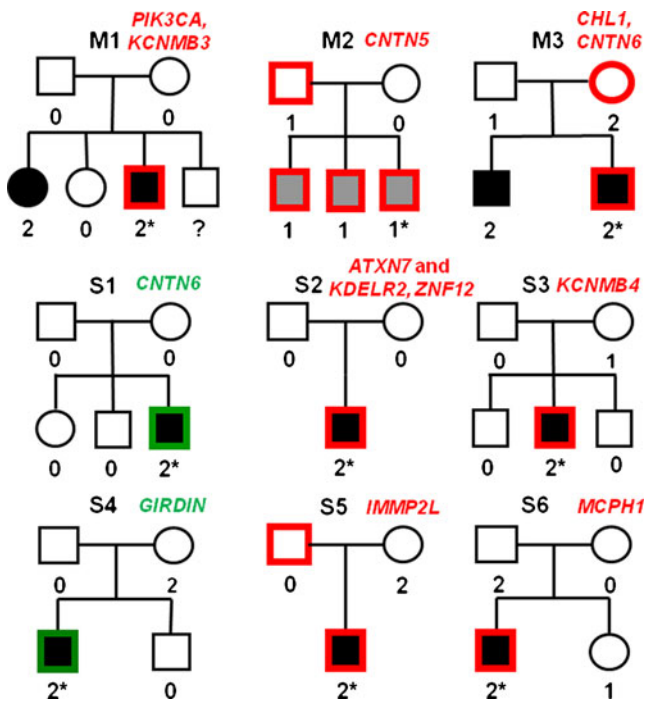 M1 PIK3CA, KCNMB3
M2 CNTN5
M3 CHL1, CNTN6
0 0
1 0
1 2
2 0 2* ?
1 1 1*
2 2*
S1 CNTN6
S2 ATXN7 and KDELR2, ZNF12
S3 KCNMB4
0 0
0 0
0 1
0 0 2*
2*
0 2* 0
S4 GIRDIN
S5 IMMP2L
S6 MCPH1
0 2
0 2
2 0
2* 0
2*
2* 1